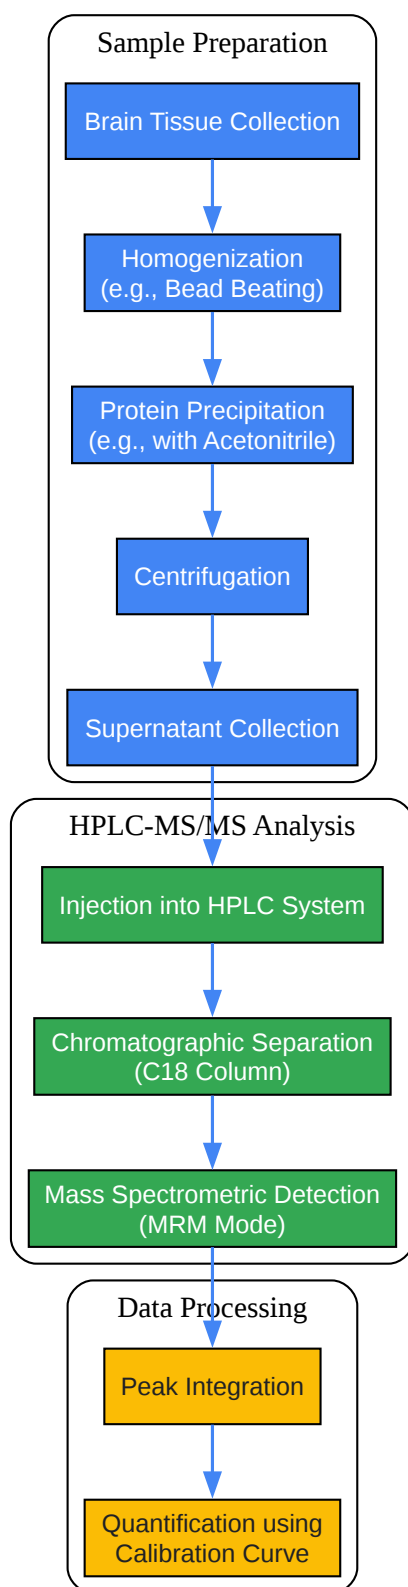 Sample Preparation
Brain Tissue Collection
Homogenization
(e.g., Bead Beating)
Protein Precipitation
(e.g., with Acetonitrile)
Centrifugation
Supernatant Collection
HPLC-MS/MS Analysis
Injection into HPLC System
Chromatographic Separation
(C18 Column)
Mass Spectrometric Detection
(MRM Mode)
Data Processing
Peak Integration
Quantification using
Calibration Curve